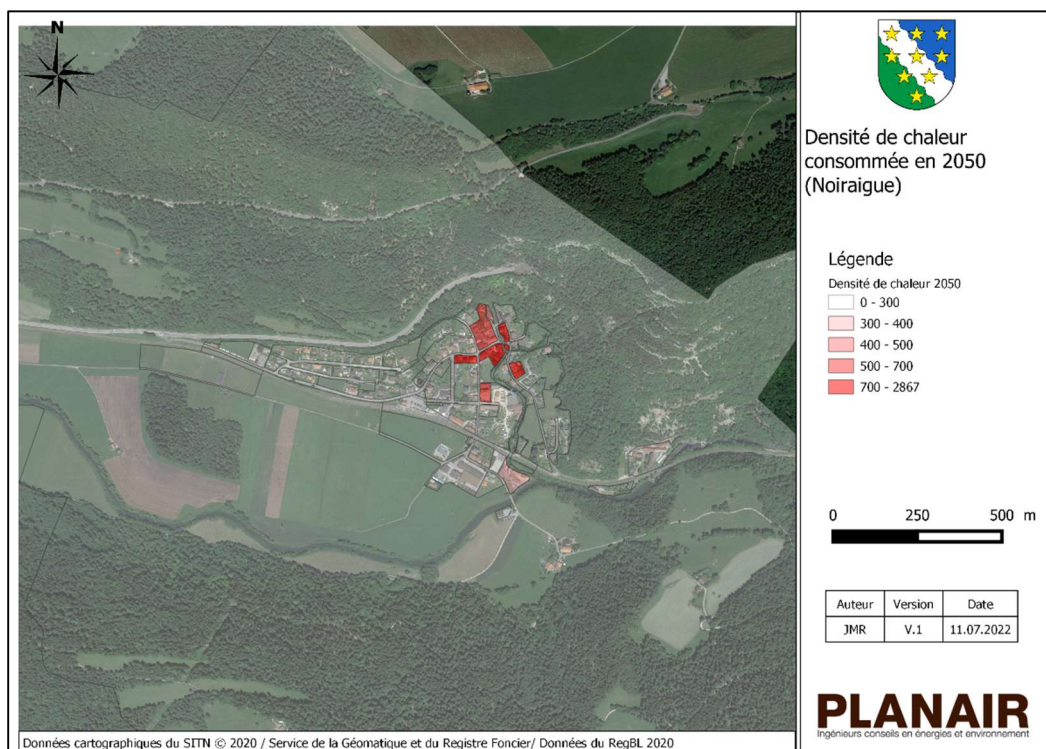 N
Densité de chaleur
consommée en 2050
(Noiraigue)
Légende
Densité de chaleur 2050
0 - 300
300 - 400
400 - 500
500 - 700
700 - 2867
0 250 500 m
Auteur Version Date
JMR V.1 11.07.2022
PLANAIR
Ingénieurs conseils en énergies et environnement
Données cartographiques du SITN © 2020 / Service de la Géomatique et du Registre Foncier/ Données du RegBL 2020